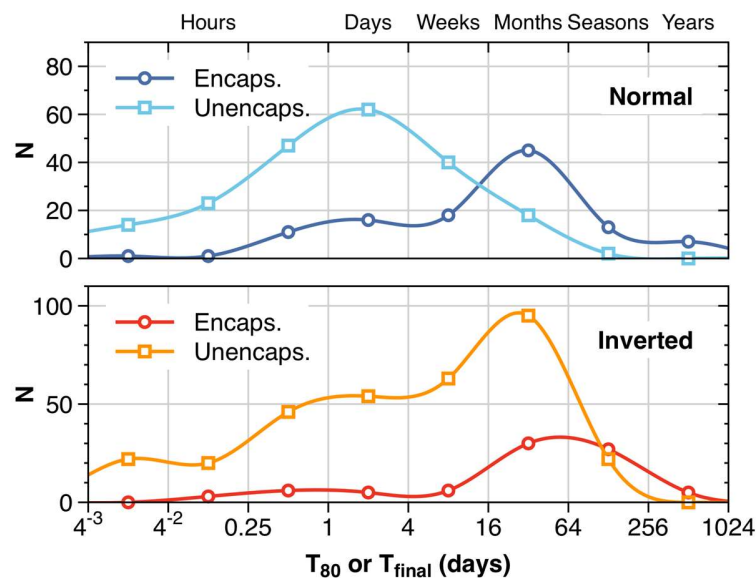 Hours Days Weeks Months Seasons Years
80
60
40
20
0
N
Encaps.
Unencaps.
Normal
100
50
0
N
Encaps.
Unencaps.
Inverted
4-3 4-2 0.25 1 4 16 64 256 1024
T80 or Tfinal (days)